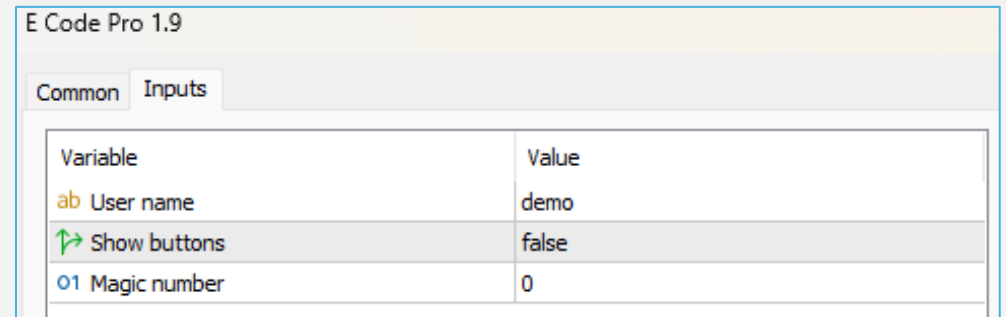 E Code Pro 1.9
Common Inputs
Variable Value
ab User name demo
Show buttons false
01 Magic number 0